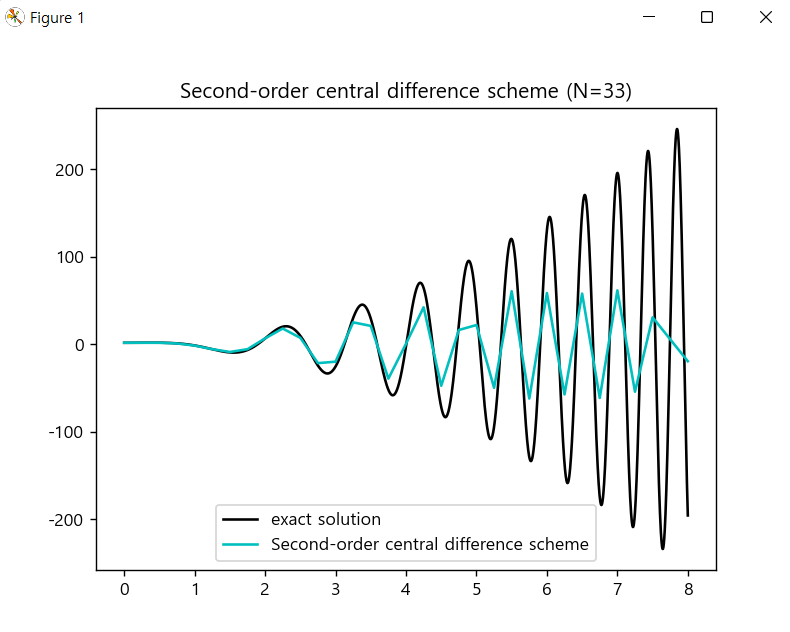 Figure 1
Second-order central difference scheme (N=33)
200
100
0
-100
-200
exact solution
Second-order central difference scheme
0 1 2 3 4 5 6 7 8